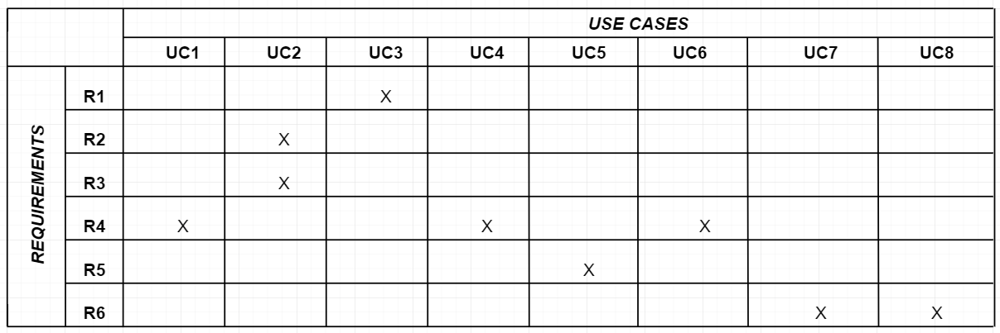 USE CASES
UC1 UC2 UC3 UC4 UC5 UC6 UC7 UC8
REQUIREMENTS
R1 X
R2 X
R3 X
R4 X X X
R5 X
R6 X X